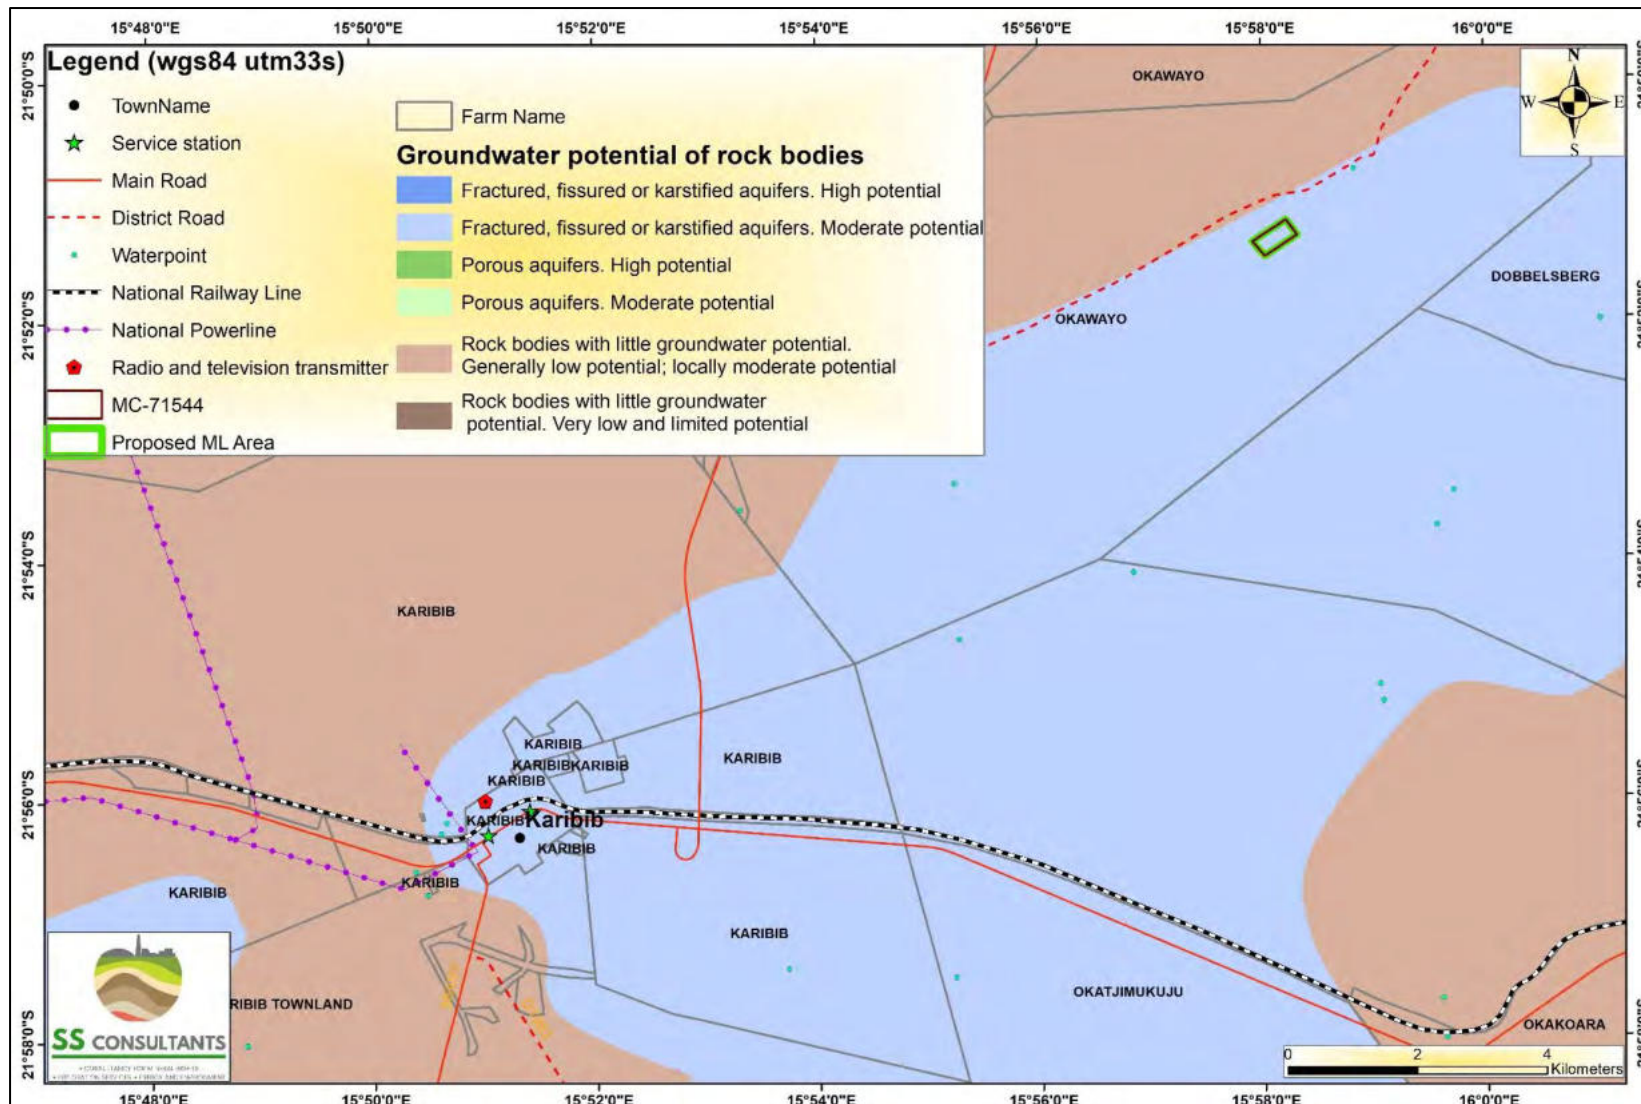 15°48'0"E 15°50'0"E 15°52'0"E 15°54'0"E 15°56'0"E 15°58'0"E 16°0'0"E
Legend (wgs84 utm33s)
TownName
Service station
Main Road
District Road
Waterpoint
National Railway Line
National Powerline
Radio and television transmitter
MC-71544
Proposed ML Area
Farm Name
Groundwater potential of rock bodies
Fractured, fissured or karstified aquifers. High potential
Fractured, fissured or karstified aquifers. Moderate potential
Porous aquifers. High potential
Porous aquifers. Moderate potential
Rock bodies with little groundwater potential.
Generally low potential; locally moderate potential
Rock bodies with little groundwater
potential. Very low and limited potential
N
W E
S
21°50'0"S
21°52'0"S
21°54'0"S
21°56'0"S
21°58'0"S
OKAWAYO
DOBBELSBERG
OKAWAYO
KARIBIB
KARIBIB
KARIBIB
KARIBIB
KARIBIB
KARIBIB
KARIBIB
Karibib
KARIBIB
KARIBIB
KARIBIB
KARIBIB
OKATJIMUKUJU
RIBIB TOWNLAND
OKAKOARA
SS CONSULTANTS
0 2 4
Kilometers
15°48'0"E 15°50'0"E 15°52'0"E 15°54'0"E 15°56'0"E 15°58'0"E 16°0'0"E